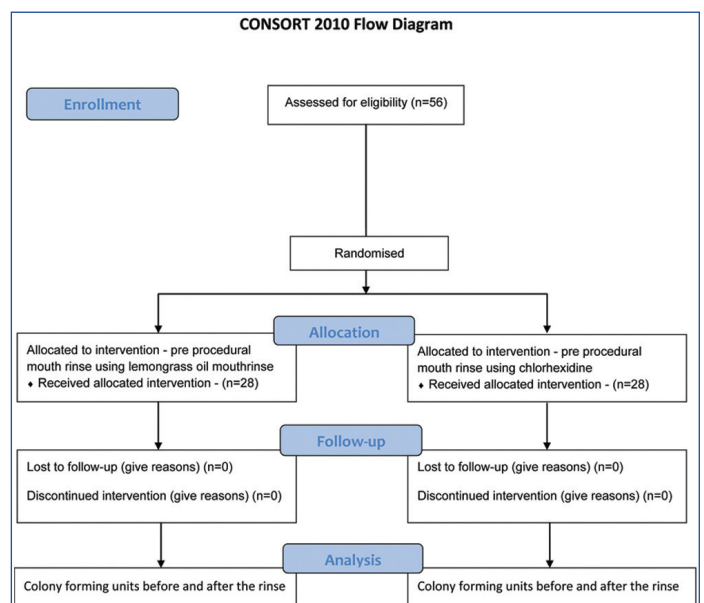 CONSORT 2010 Flow Diagram
Enrollment
Assessed for eligibility (n=56)
Randomised
Allocation
Allocated to intervention - pre procedural
mouth rinse using lemongrass oil mouthrinse
♦ Received allocated intervention - (n=28)
Allocated to intervention - pre procedural
mouth rinse using chlorhexidine
♦ Received allocated intervention - (n=28)
Follow-up
Lost to follow-up (give reasons) (n=0)
Discontinued intervention (give reasons) (n=0)
Lost to follow-up (give reasons) (n=0)
Discontinued intervention (give reasons) (n=0)
Analysis
Colony forming units before and after the rinse
Colony forming units before and after the rinse